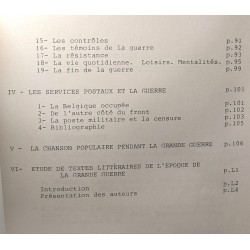 15- Les contrôles p.91
16- Les témoins de la guerre p.92
17- La résistance p.93
18- La vie quotidienne. Loisirs. Mentalités. p.95
19- La fin de la guerre p.99
IV - LES SERVICES POSTAUX ET LA GUERRE p.101
1- La Belgique occupée p.101
2- De l'autre côté du front p.102
3- La poste militaire et la censure p.103
4- Bibliographie p.105
V - LA CHANSON POPULAIRE PENDANT LA GRANDE GUERRE p.106
VI- ETUDE DE TEXTES LITTÉRAIRES DE L'ÉPOQUE DE
LA GRANDE GUERRE p.L1
Introduction p.L2
Présentation des auteurs p.L4